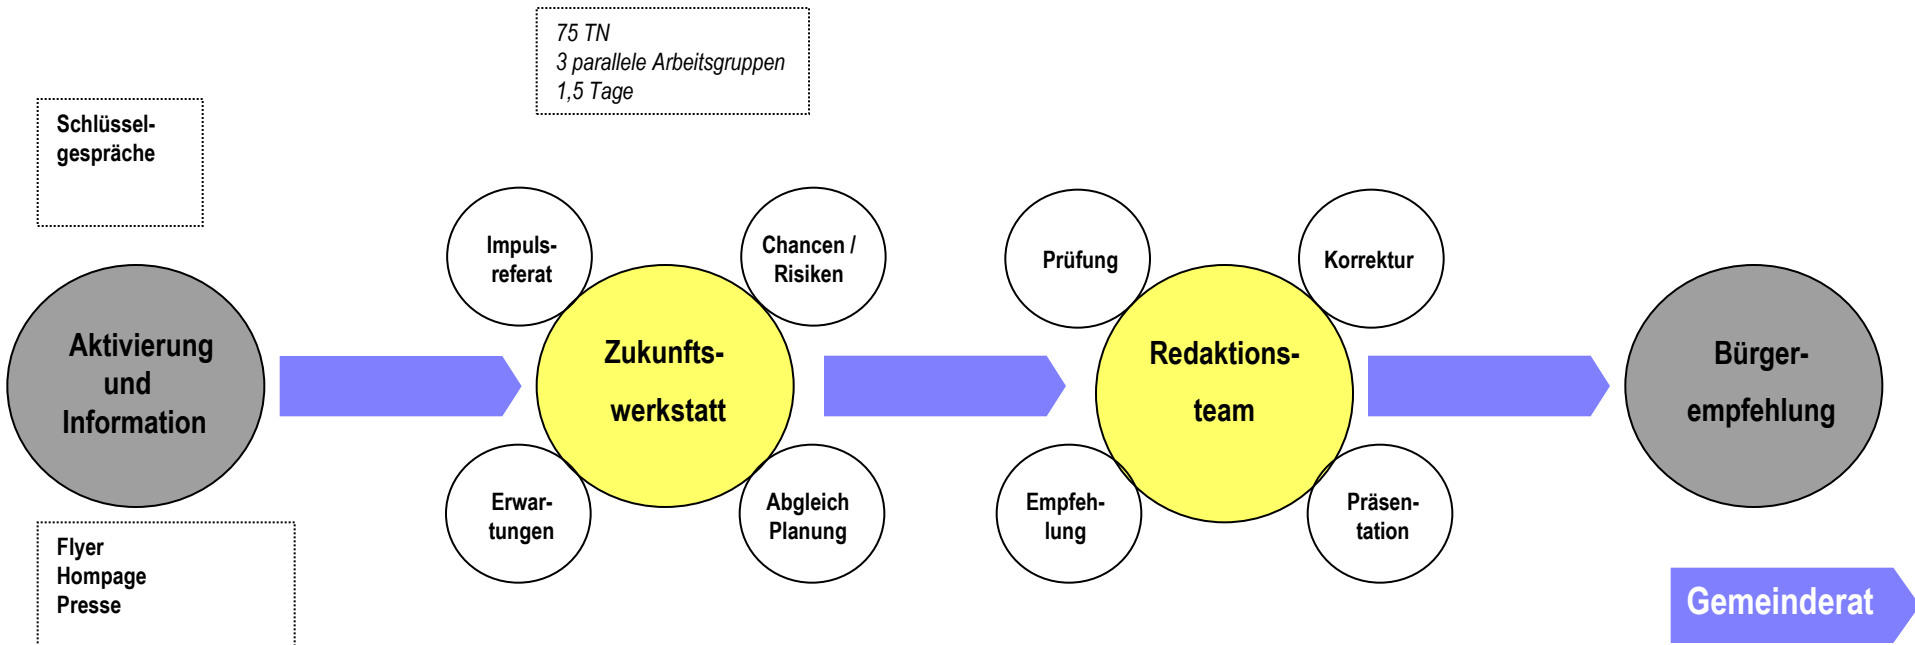 75 TN
3 parallele Arbeitsgruppen
1,5 Tage
Schlüssel-
gespräche
Aktivierung
und
Information
Flyer
Hompage
Presse
Impuls-
referat
Chancen /
Risiken
Zukunfts-
werkstatt
Erwar-
tungen
Abgleich
Planung
Prüfung
Korrektur
Redaktions-
team
Empfeh-
lung
Präsen-
tation
Bürger-
empfehlung
Gemeinderat